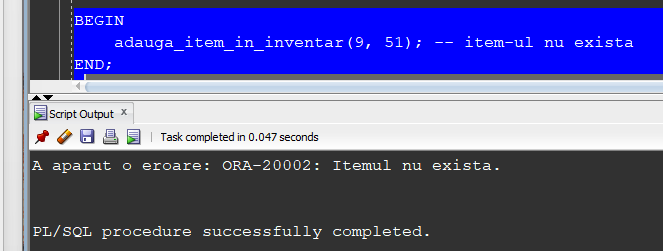 BEGIN
adauga_item_in_inventar(9, 51); -- item-ul nu exista
END;
Script Output x
Task completed in 0.047 seconds
A aparut o eroare: ORA-20002: Itemul nu exista.
PL/SQL procedure successfully completed.